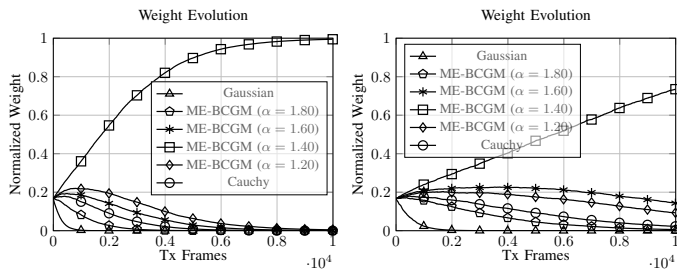 Weight Evolution
Normalized Weight
1
0.8
0.6
0.4
0.2
0
Gaussian
ME-BCGM (α = 1.80)
ME-BCGM (α = 1.60)
ME-BCGM (α = 1.40)
ME-BCGM (α = 1.20)
Cauchy
0 0.2 0.4 0.6 0.8 1
Tx Frames
·10⁴
Weight Evolution
Normalized Weight
1
0.8
0.6
0.4
0.2
0
Gaussian
ME-BCGM (α = 1.80)
ME-BCGM (α = 1.60)
ME-BCGM (α = 1.40)
ME-BCGM (α = 1.20)
Cauchy
0.2 0.4 0.6 0.8 1
Tx Frames
·10⁴